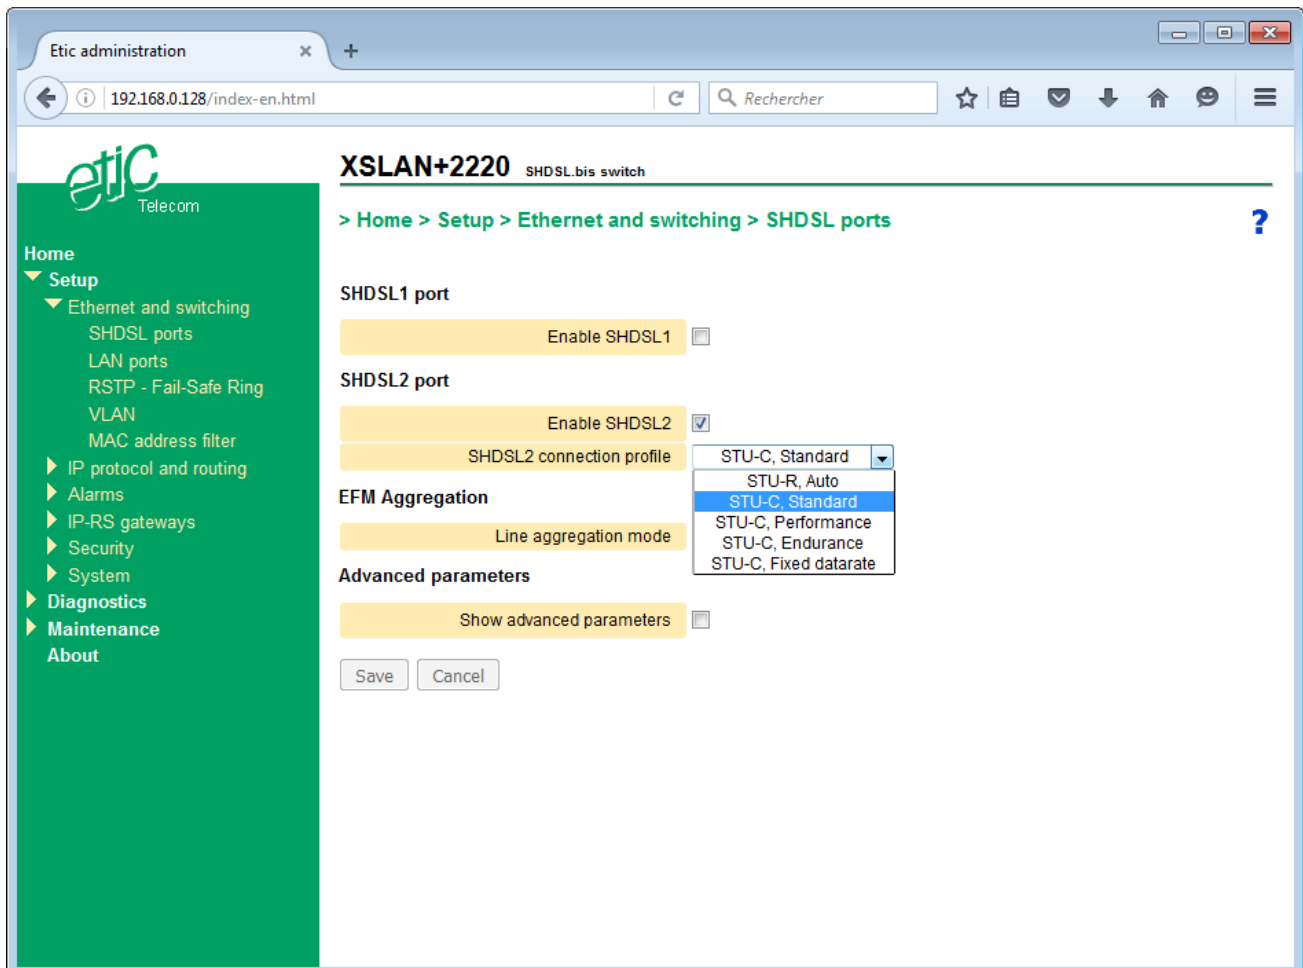 Etic administration
192.168.0.128/index-en.html
Rechercher
etic
Telecom
XSLAN+2220 SHDSL.bis switch
> Home > Setup > Ethernet and switching > SHDSL ports
?
Home
Setup
Ethernet and switching
SHDSL ports
LAN ports
RSTP - Fail-Safe Ring
VLAN
MAC address filter
IP protocol and routing
Alarms
IP-RS gateways
Security
System
Diagnostics
Maintenance
About
SHDSL1 port
Enable SHDSL1
SHDSL2 port
Enable SHDSL2
SHDSL2 connection profile
STU-C, Standard
STU-R, Auto
STU-C, Standard
STU-C, Performance
STU-C, Endurance
STU-C, Fixed datarate
EFM Aggregation
Line aggregation mode
Advanced parameters
Show advanced parameters
Save
Cancel